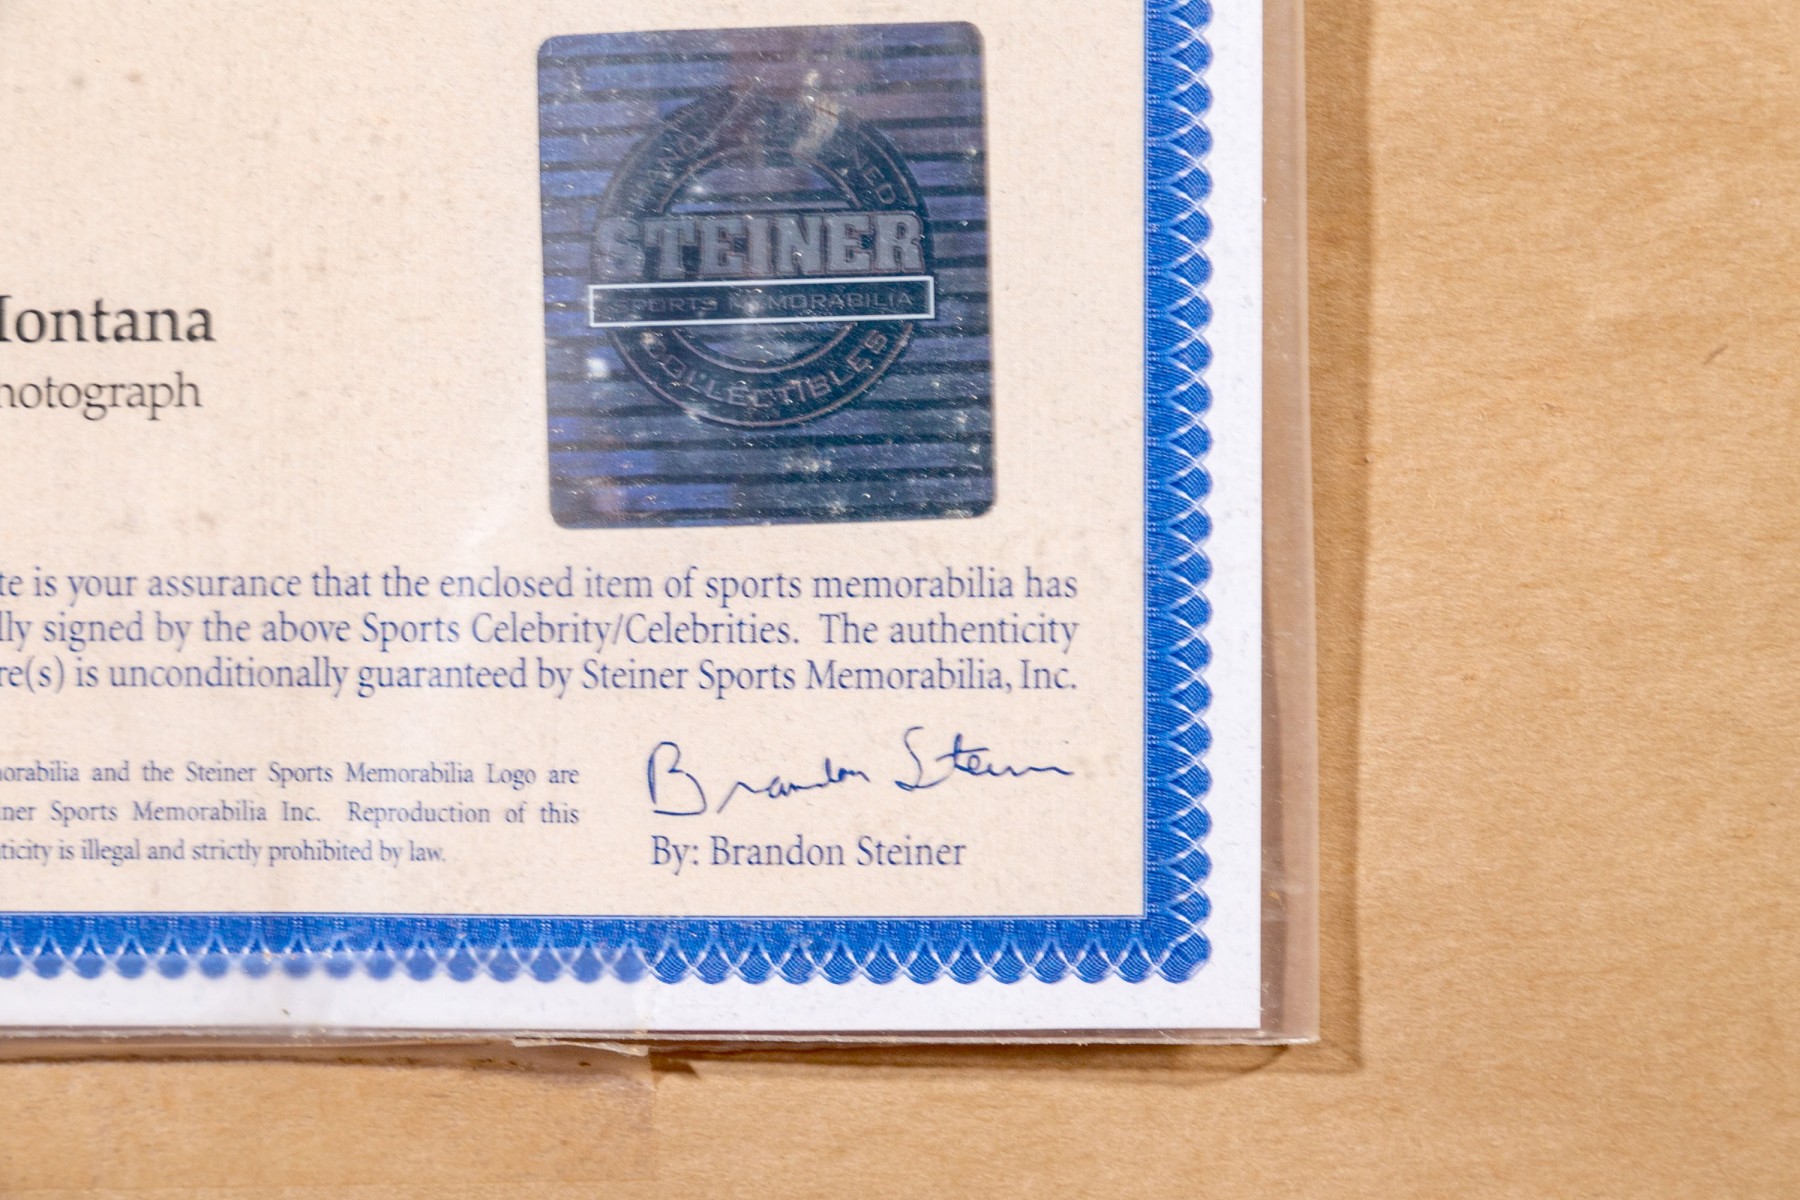 STEINER
SPORTS MEMORABILIA
COLLECTIBLES
ontana
hotograph
te is your assurance that the enclosed item of sports memorabilia has
lly signed by the above Sports Celebrity/Celebrities. The authenticity
re(s) is unconditionally guaranteed by Steiner Sports Memorabilia, Inc.
orabilia and the Steiner Sports Memorabilia Logo are
ner Sports Memorabilia Inc. Reproduction of this
ticity is illegal and strictly prohibited by law.
Brandon Steiner
By: Brandon Steiner